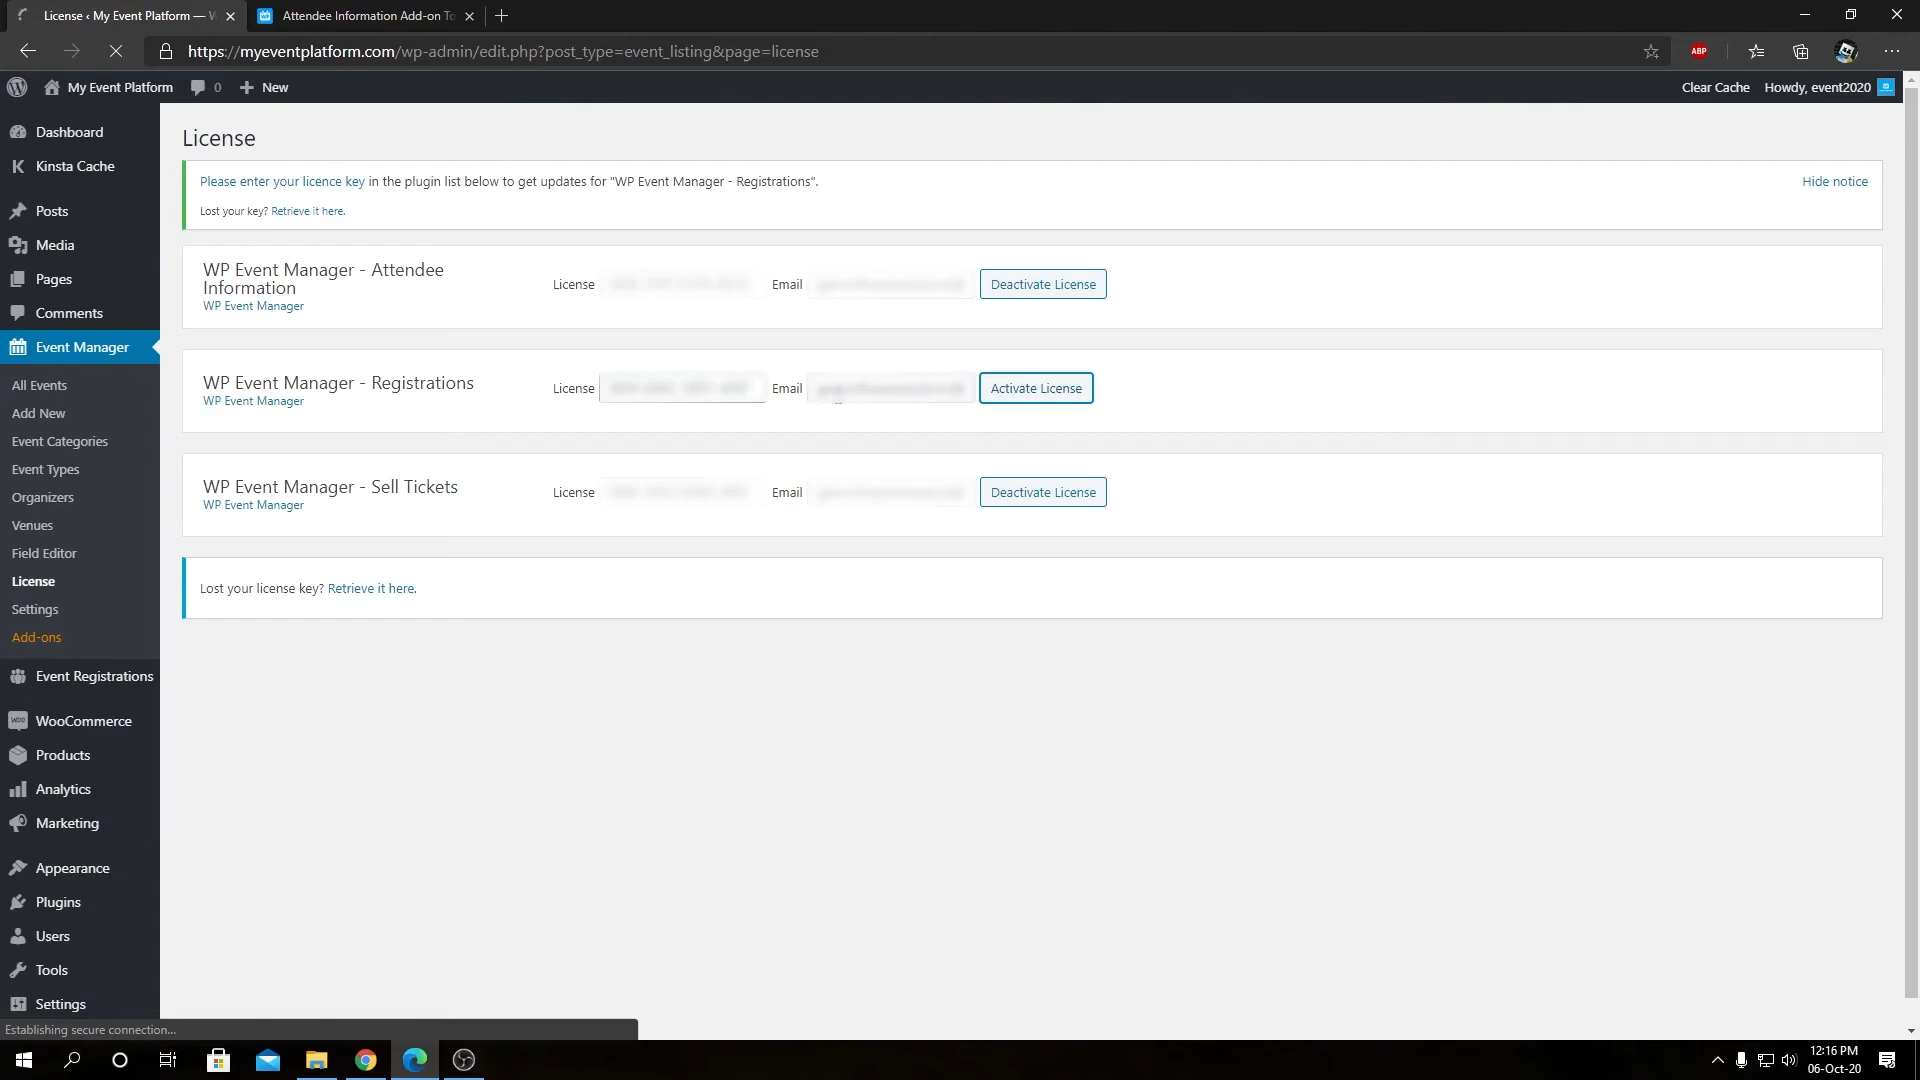 License ‹ My Event Platform —
Attendee Information Add-on To
https://myeventplatform.com/wp-admin/edit.php?post_type=event_listing&page=license
ABP
My Event Platform
0
New
Clear Cache
Howdy, event2020
Dashboard
Kinsta Cache
Posts
Media
Pages
Comments
Event Manager
All Events
Add New
Event Categories
Event Types
Organizers
Venues
Field Editor
License
Settings
Add-ons
Event Registrations
WooCommerce
Products
Analytics
Marketing
Appearance
Plugins
Users
Tools
Settings
License
Please enter your licence key in the plugin list below to get updates for "WP Event Manager - Registrations".
Hide notice
Lost your key? Retrieve it here.
WP Event Manager - Attendee
Information
WP Event Manager
License
Email
Deactivate License
WP Event Manager - Registrations
WP Event Manager
License
Email
Activate License
WP Event Manager - Sell Tickets
WP Event Manager
License
Email
Deactivate License
Lost your license key? Retrieve it here.
Establishing secure connection...
12:16 PM
06-Oct-20